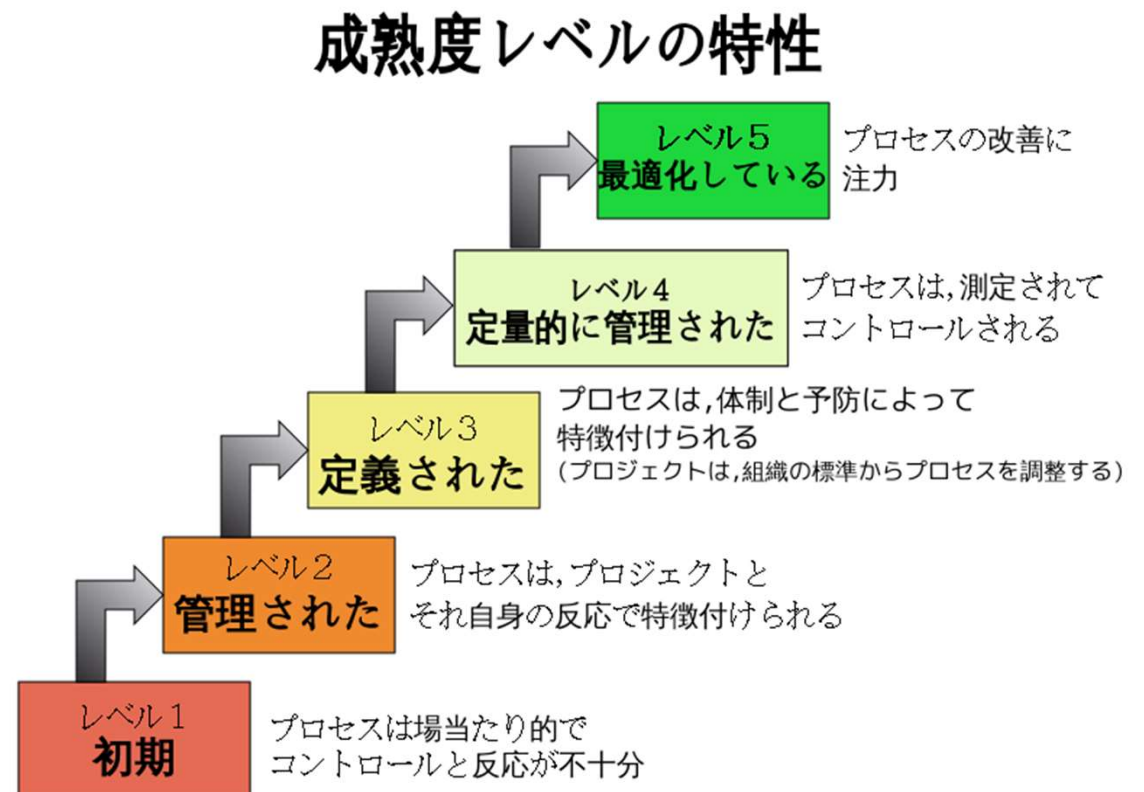 成熟度レベルの特性
レベル５
最適化している
プロセスの改善に
注力
レベル４
定量的に管理された
プロセスは,測定されて
コントロールされる
レベル３
定義された
プロセスは,体制と予防によって
特徴付けられる
(プロジェクトは,組織の標準からプロセスを調整する)
レベル２
管理された
プロセスは,プロジェクトと
それ自身の反応で特徴付けられる
レベル１
初期
プロセスは場当たり的で
コントロールと反応が不十分